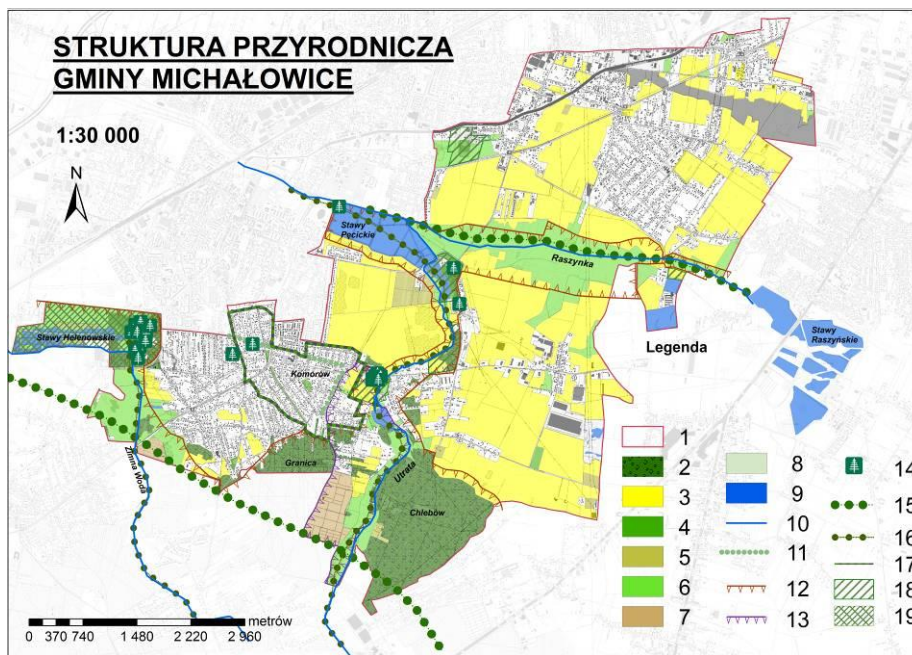 STRUKTURA PRZYRODNICZA
GMINY MICHAŁOWICE
1:30 000
N
Stawy
Pęcickie
Raszynka
Stawy Helenowskie
Komorów
Legenda
Stawy
Raszyńskie
Granica
Zimna Woda
Utrata
Chlebów
1
2
3
4
5
6
7
8
9
10
11
12
13
14
15
16
17
18
19
metrów
0 370 740 1 480 2 220 2 960